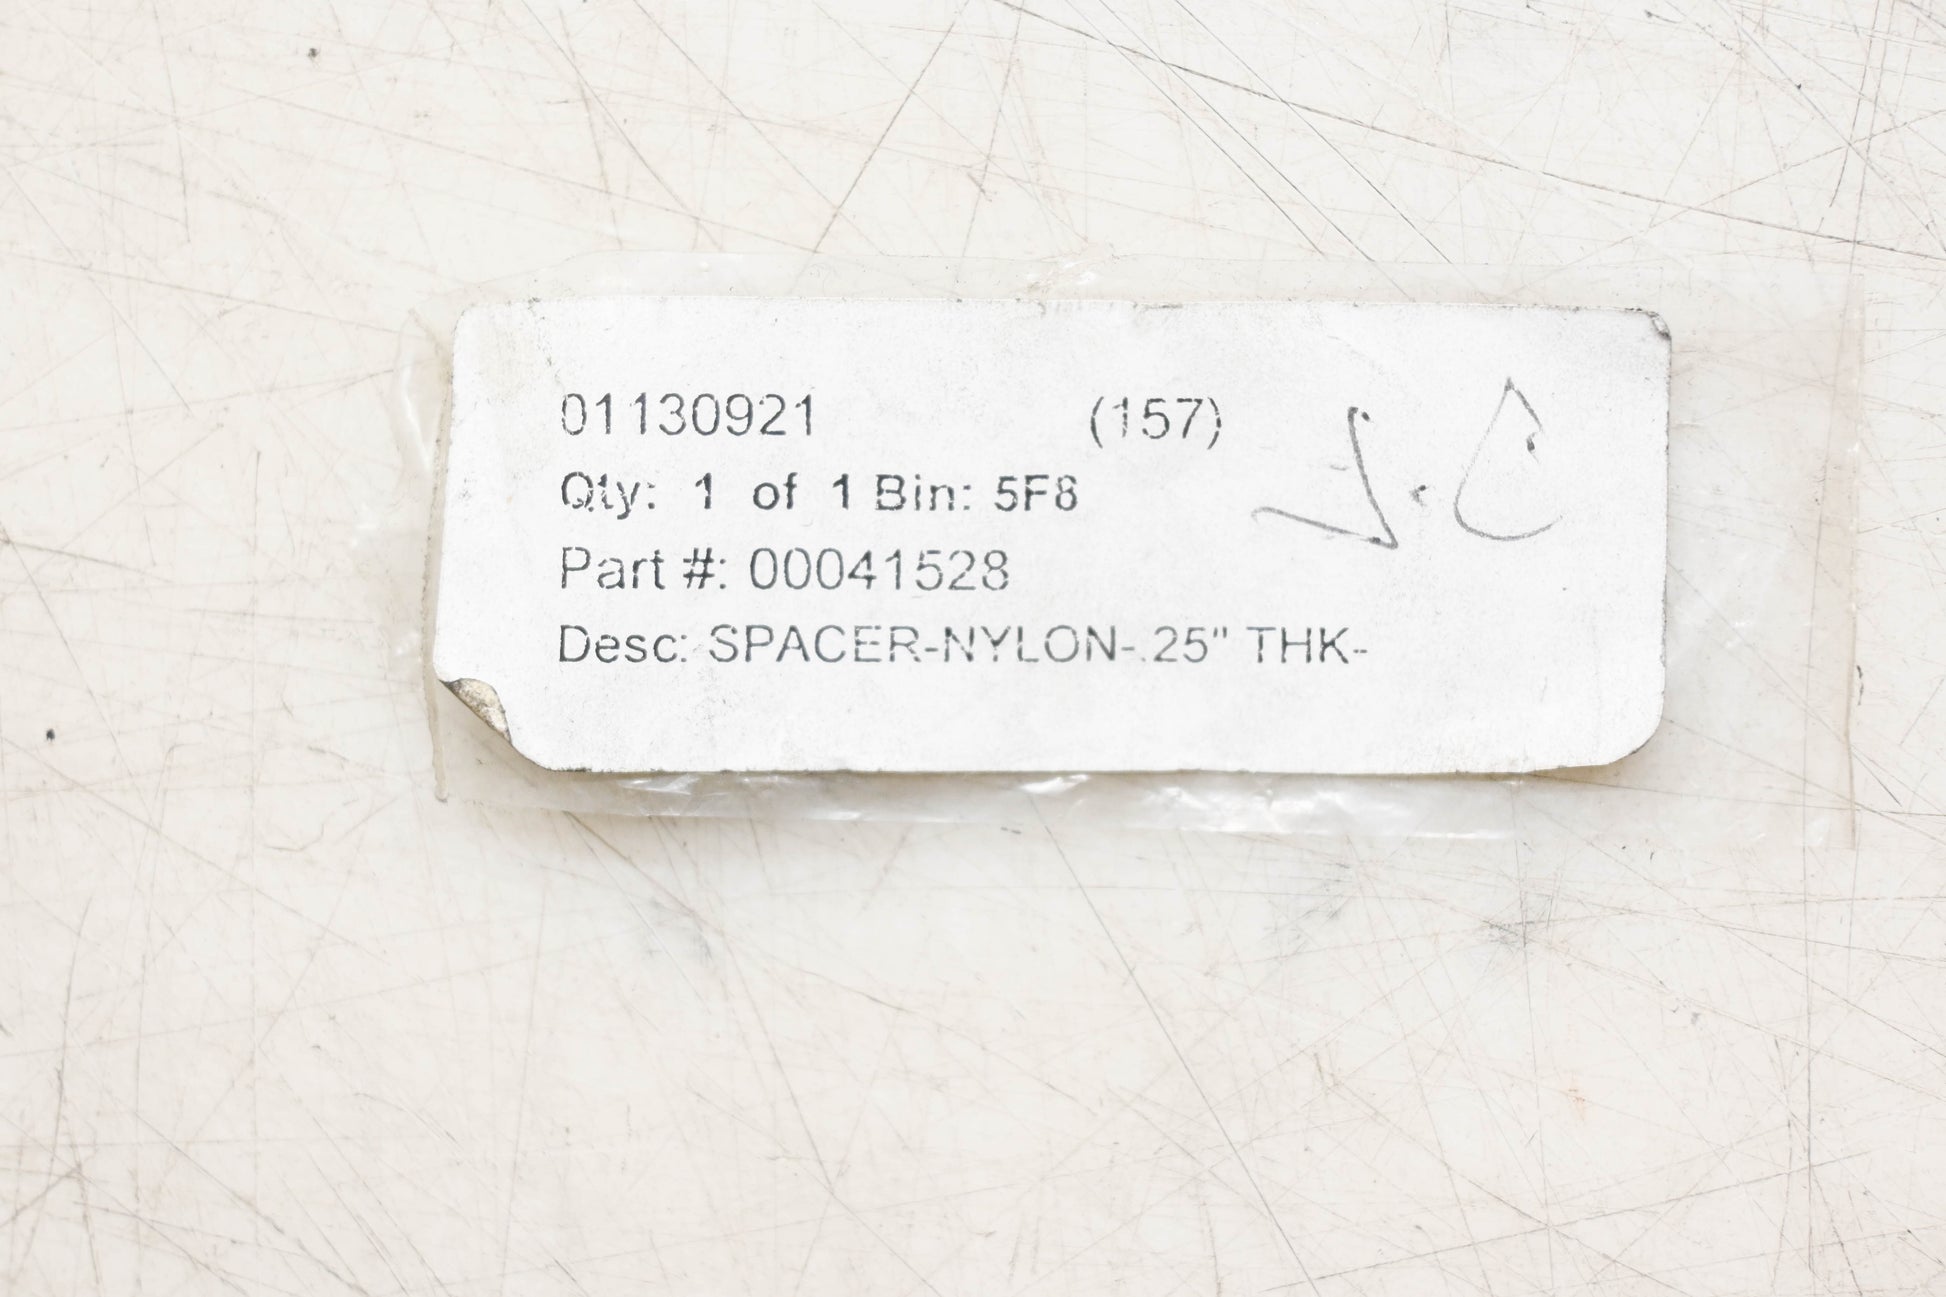 01130921 (157)
Qty: 1 of 1 Bin: 5F8
Part #: 00041528
Desc: SPACER-NYLON-.25" THK-